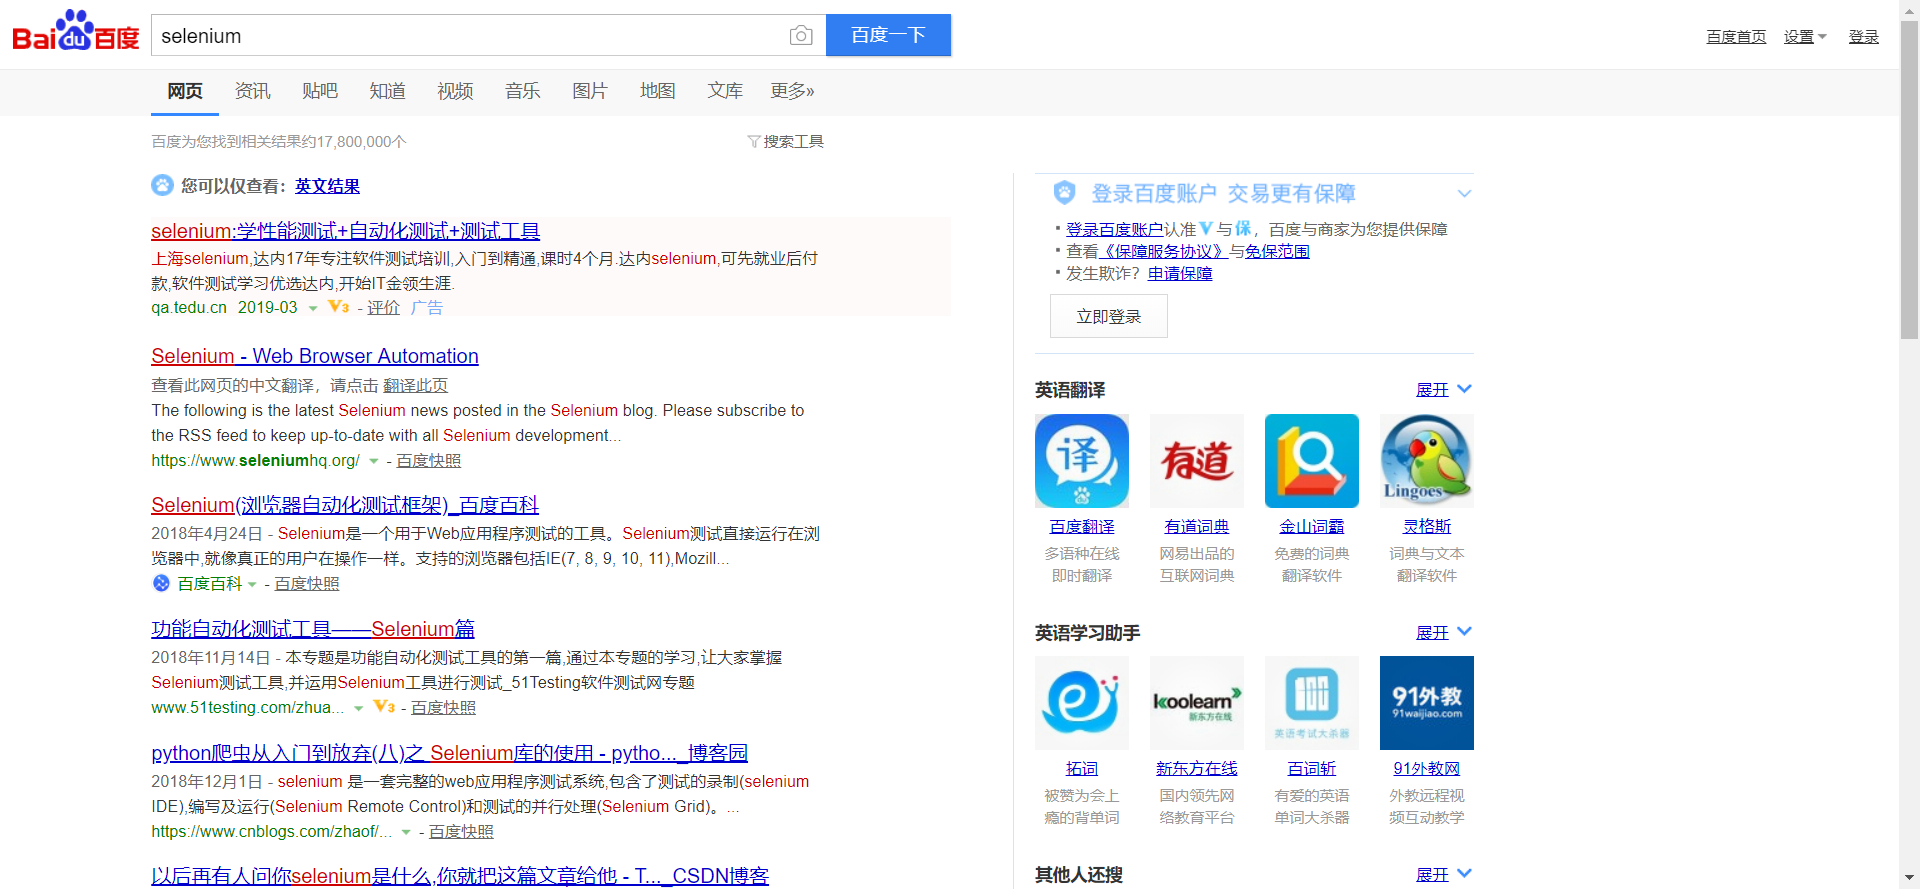 Bai du 百度
selenium
百度一下
百度首页 设置 登录
网页 资讯 贴吧 知道 视频 音乐 图片 地图 文库 更多»
百度为您找到相关结果约17,800,000个
搜索工具
您可以仅查看：英文结果
selenium:学性能测试+自动化测试+测试工具
上海selenium,达内17年专注软件测试培训,入门到精通,课时4个月.达内selenium,可先就业后付
款,软件测试学习优选达内,开始IT金领生涯.
qa.tedu.cn 2019-03 V3 - 评价 广告
Selenium - Web Browser Automation
查看此网页的中文翻译，请点击 翻译此页
The following is the latest Selenium news posted in the Selenium blog. Please subscribe to
the RSS feed to keep up-to-date with all Selenium development...
https://www.seleniumhq.org/ - 百度快照
Selenium(浏览器自动化测试框架)_百度百科
2018年4月24日 - Selenium是一个用于Web应用程序测试的工具。Selenium测试直接运行在浏
览器中,就像真正的用户在操作一样。支持的浏览器包括IE(7, 8, 9, 10, 11),Mozill...
百度百科 - 百度快照
功能自动化测试工具——Selenium篇
2018年11月14日 - 本专题是功能自动化测试工具的第一篇,通过本专题的学习,让大家掌握
Selenium测试工具,并运用Selenium工具进行测试_51Testing软件测试网专题
www.51testing.com/zhua... V3 - 百度快照
python爬虫从入门到放弃(八)之 Selenium库的使用 - pytho..._博客园
2018年12月1日 - selenium 是一套完整的web应用程序测试系统,包含了测试的录制(selenium
IDE),编写及运行(Selenium Remote Control)和测试的并行处理(Selenium Grid)。 ...
https://www.cnblogs.com/zhaof/... - 百度快照
以后再有人问你selenium是什么,你就把这篇文章给他 - T..._CSDN博客
登录百度账户 交易更有保障
·登录百度账户认准V与保，百度与商家为您提供保障
·查看《保障服务协议》与免保范围
·发生欺诈？申请保障
立即登录
英语翻译 展开
译 du 有道 Lingoes
百度翻译 有道词典 金山词霸 灵格斯
多语种在线 网易出品的 免费的词典 词典与文本
即时翻译 互联网词典 翻译软件 翻译软件
英语学习助手 展开
koolearn 新东方在线 英语考试大杀器 91外教 91waijiao.com
拓词 新东方在线 百词斩 91外教网
被赞为会上 国内领先网 有爱的英语 外教远程视
瘾的背单词 络教育平台 单词大杀器 频互动教学
其他人还搜 展开